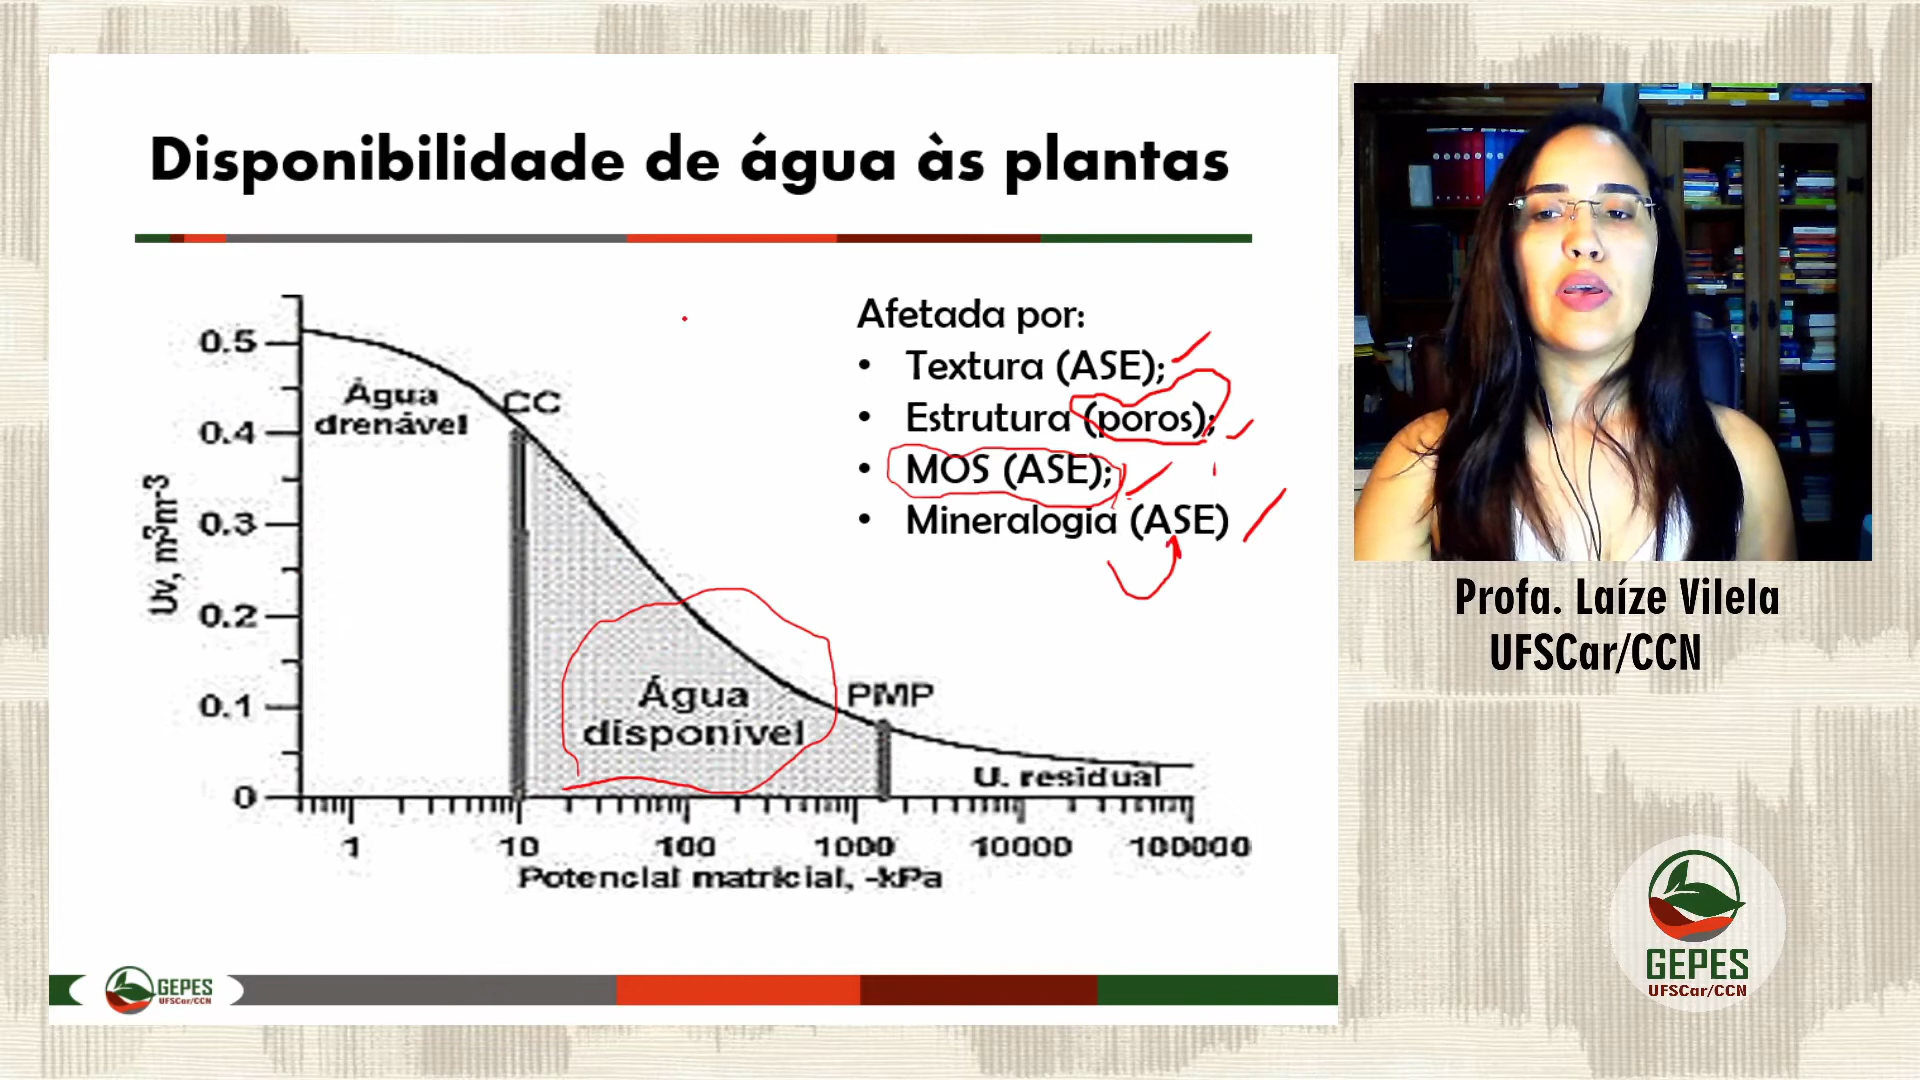 Disponibilidade de água às plantas
Afetada por:
• Textura (ASE);
• Estrutura (poros);
• MOS (ASE);
• Mineralogia (ASE)
0.5
0.4
0.3
0.2
0.1
0
Uv, m3m-3
Água
drenável
CC
Água
disponível
PMP
U. residual
1 10 100 1000 10000 100000
Potencial matricial, -kPa
GEPES
UFSCar/CCN
Profa. Laíze Vilela
UFSCar/CCN
GEPES
UFSCar/CCN